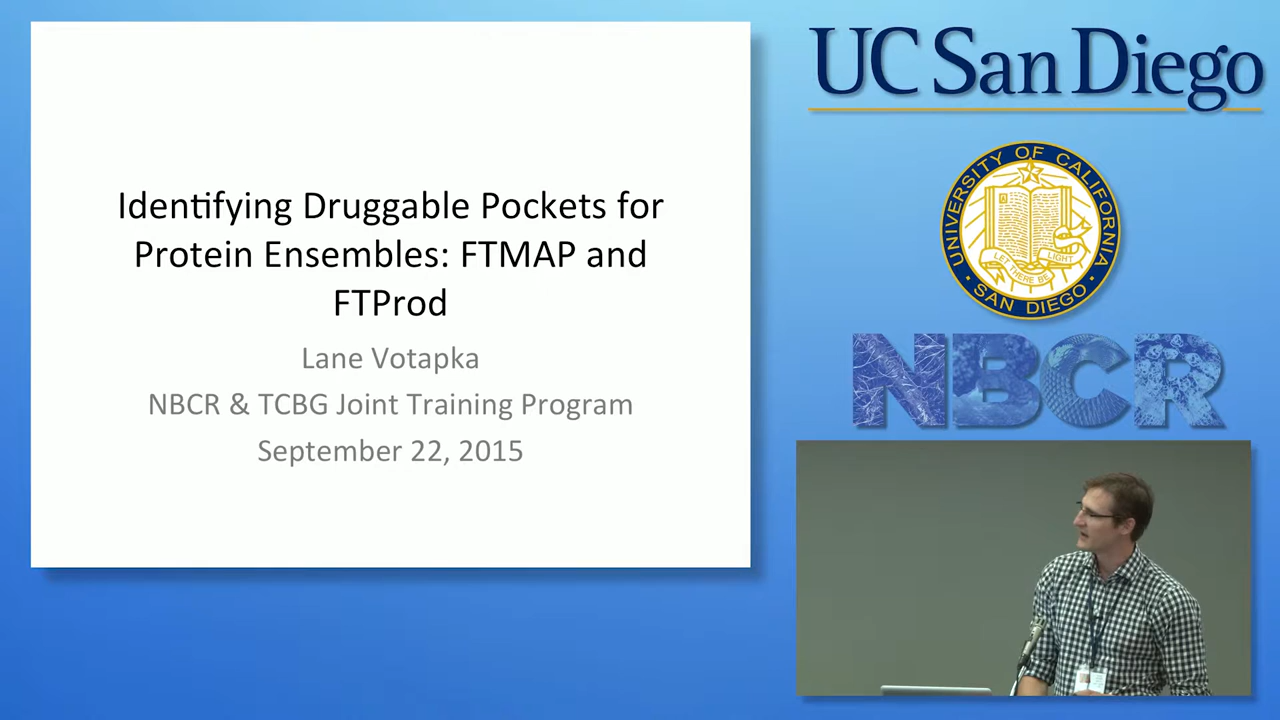 Identifying Druggable Pockets for
Protein Ensembles: FTMAP and
FTProd
Lane Votapka
NBCR & TCBG Joint Training Program
September 22, 2015
UC San Diego
UNIVERSITY OF CALIFORNIA
LET THERE BE LIGHT
SAN DIEGO
NBCR